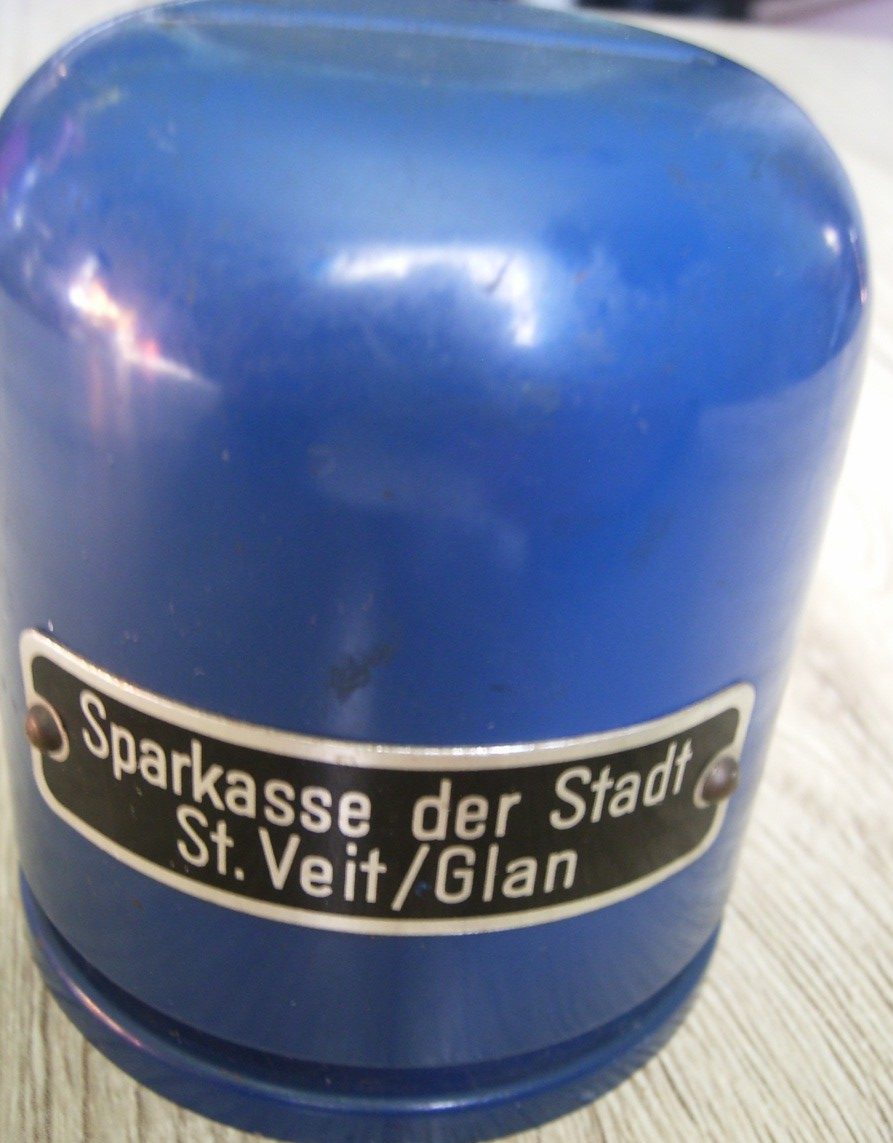 Sparkasse der Stadt
St. Veit/Glan